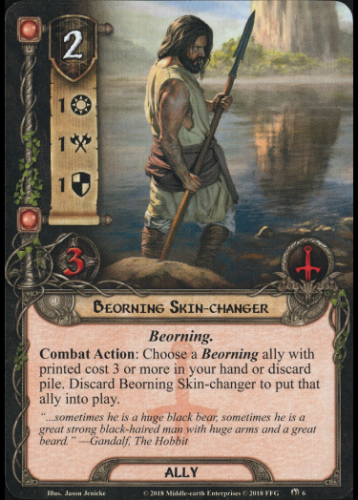 2
1
1
1
3
BEORNING SKIN-CHANGER
Beorning.
Combat Action: Choose a Beorning ally with
printed cost 3 or more in your hand or discard
pile. Discard Beorning Skin-changer to put that
ally into play.
"...sometimes he is a huge black bear, sometimes he is a
great strong black-haired man with huge arms and a
great beard." —Gandalf, The Hobbit
ALLY
Illus. Jason Jenicke
© 2018 Middle-earth Enterprises © 2018 FFG
6